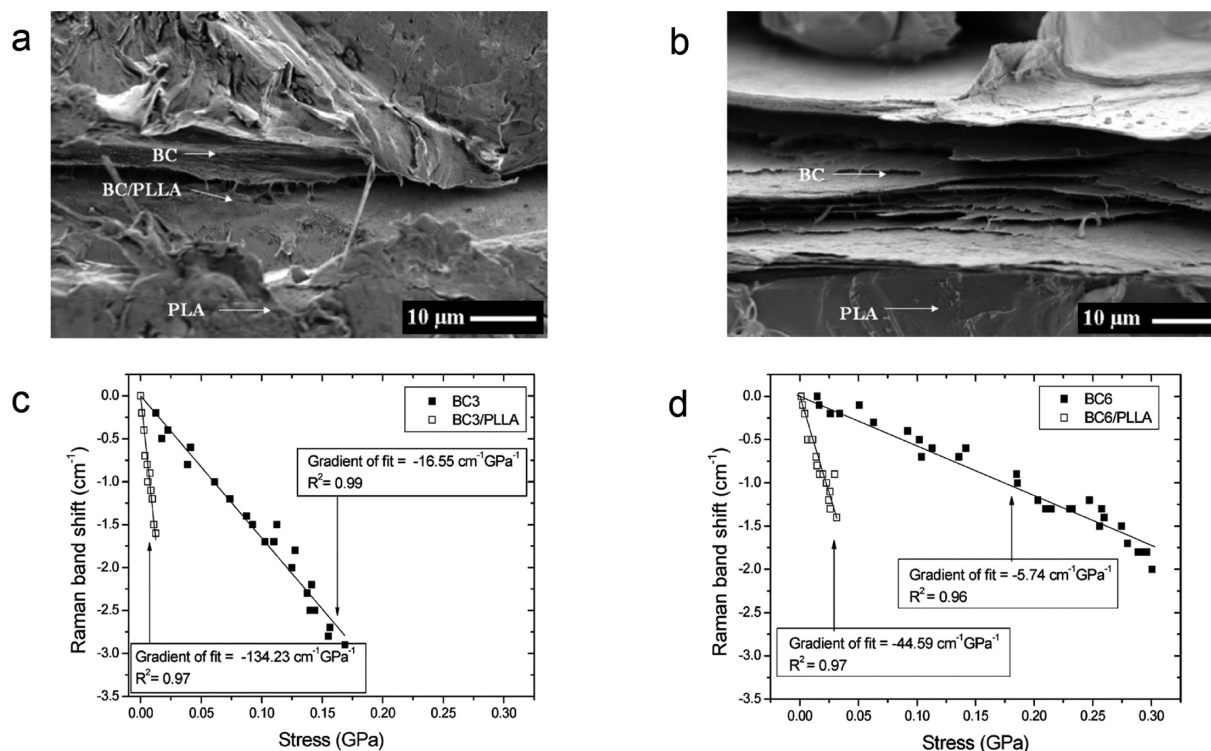 a
BC
BC/PLLA
PLA
10 μm
b
BC
PLA
10 μm
c
Raman band shift (cm⁻¹)
0.0
-0.5
-1.0
-1.5
-2.0
-2.5
-3.0
-3.5
BC3
BC3/PLLA
Gradient of fit = -16.55 cm⁻¹GPa⁻¹
R² = 0.99
Gradient of fit = -134.23 cm⁻¹GPa⁻¹
R² = 0.97
0.00 0.05 0.10 0.15 0.20 0.25 0.30
Stress (GPa)
d
Raman band shift (cm⁻¹)
0.0
-0.5
-1.0
-1.5
-2.0
-2.5
-3.0
-3.5
BC6
BC6/PLLA
Gradient of fit = -5.74 cm⁻¹GPa⁻¹
R² = 0.96
Gradient of fit = -44.59 cm⁻¹GPa⁻¹
R² = 0.97
0.00 0.05 0.10 0.15 0.20 0.25 0.30
Stress (GPa)